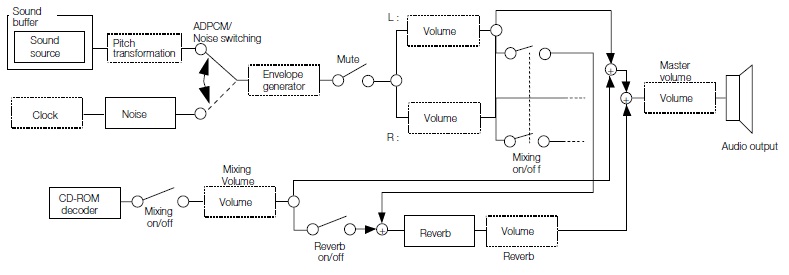 Sound
buffer
Sound
source
Pitch
transformation
ADPCM/
Noise switching
Clock
Noise
Envelope
generator
Mute
L :
Volume
Volume
R :
Mixing
on/of f
Master
volume
Volume
Audio output
CD-ROM
decoder
Mixing
on/off
Mixing
Volume
Volume
Reverb
on/off
Reverb
Volume
Reverb
+
+
+